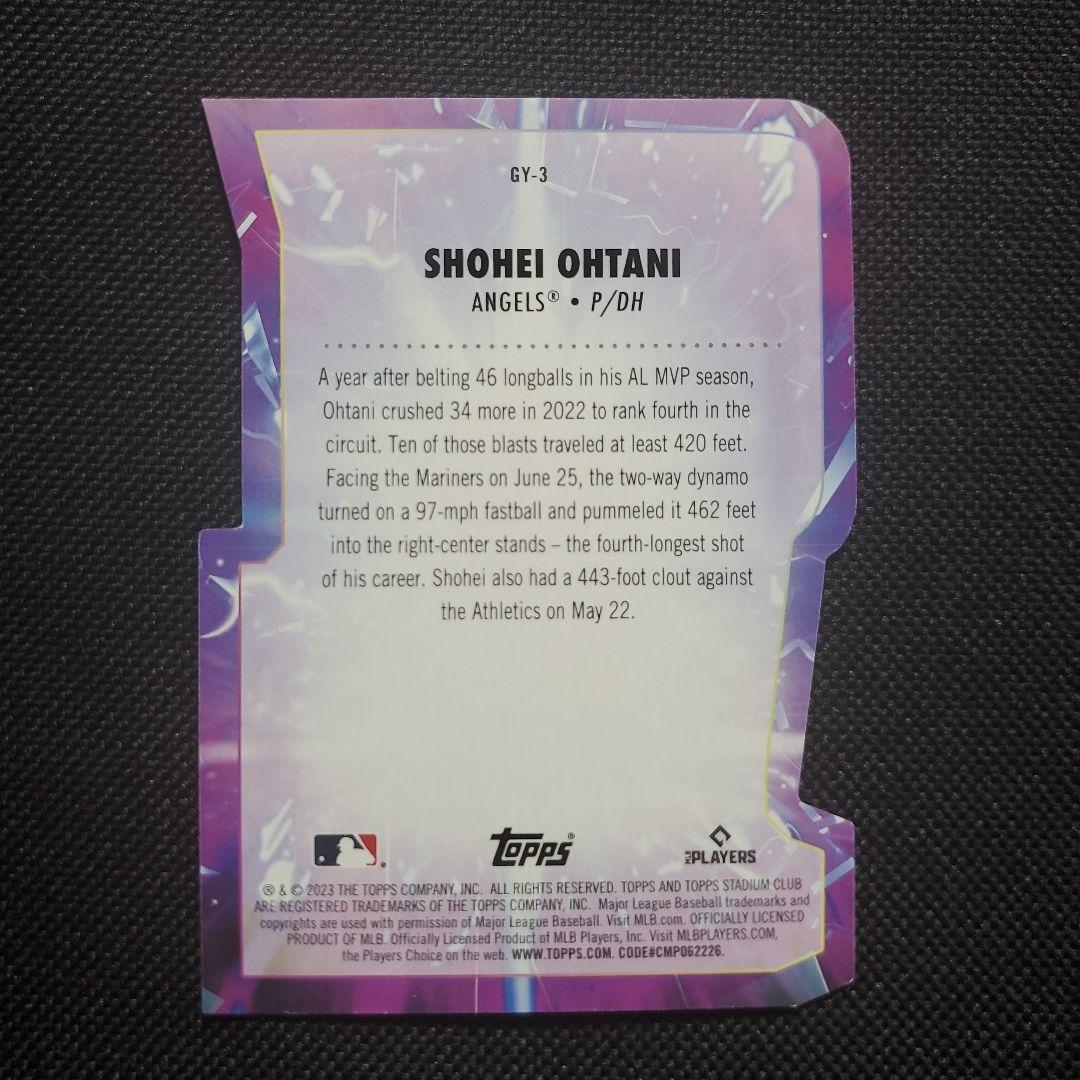 GY-3
SHOHEI OHTANI
ANGELS® • P/DH
A year after belting 46 longballs in his AL MVP season,
Ohtani crushed 34 more in 2022 to rank fourth in the
circuit. Ten of those blasts traveled at least 420 feet.
Facing the Mariners on June 25, the two-way dynamo
turned on a 97-mph fastball and pummeled it 462 feet
into the right-center stands – the fourth-longest shot
of his career. Shohei also had a 443-foot clout against
the Athletics on May 22.
Topps® PLAYERS
® & © 2023 THE TOPPS COMPANY, INC. ALL RIGHTS RESERVED. TOPPS AND TOPPS STADIUM CLUB
ARE REGISTERED TRADEMARKS OF THE TOPPS COMPANY, INC. Major League Baseball trademarks and
copyrights are used with permission of Major League Baseball. Visit MLB.com. OFFICIALLY LICENSED
PRODUCT OF MLB. Officially Licensed Product of MLB Players, Inc. Visit MLBPLAYERS.COM,
the Players Choice on the web. WWW.TOPPS.COM. CODE#CMP062226.